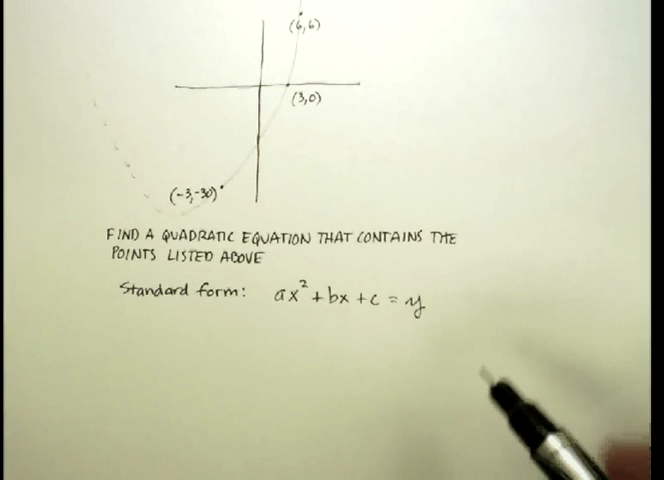 (6,6)
(3,0)
(-3,-30)
FIND A QUADRATIC EQUATION THAT CONTAINS THE
POINTS LISTED ABOVE
Standard form: ax² + bx + c = y